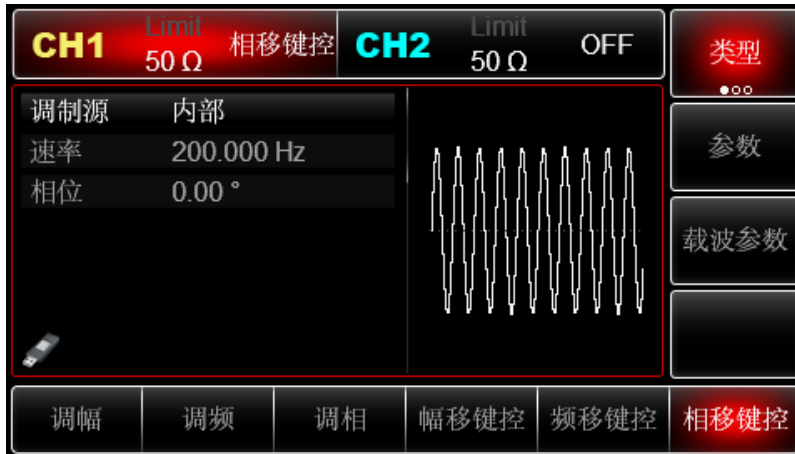 CH1 Limit 50 Ω 相移键控 CH2 Limit 50 Ω OFF
类型
调制源 内部
速率 200.000 Hz
相位 0.00 °
参数
载波参数
调幅 调频 调相 幅移键控 频移键控 相移键控